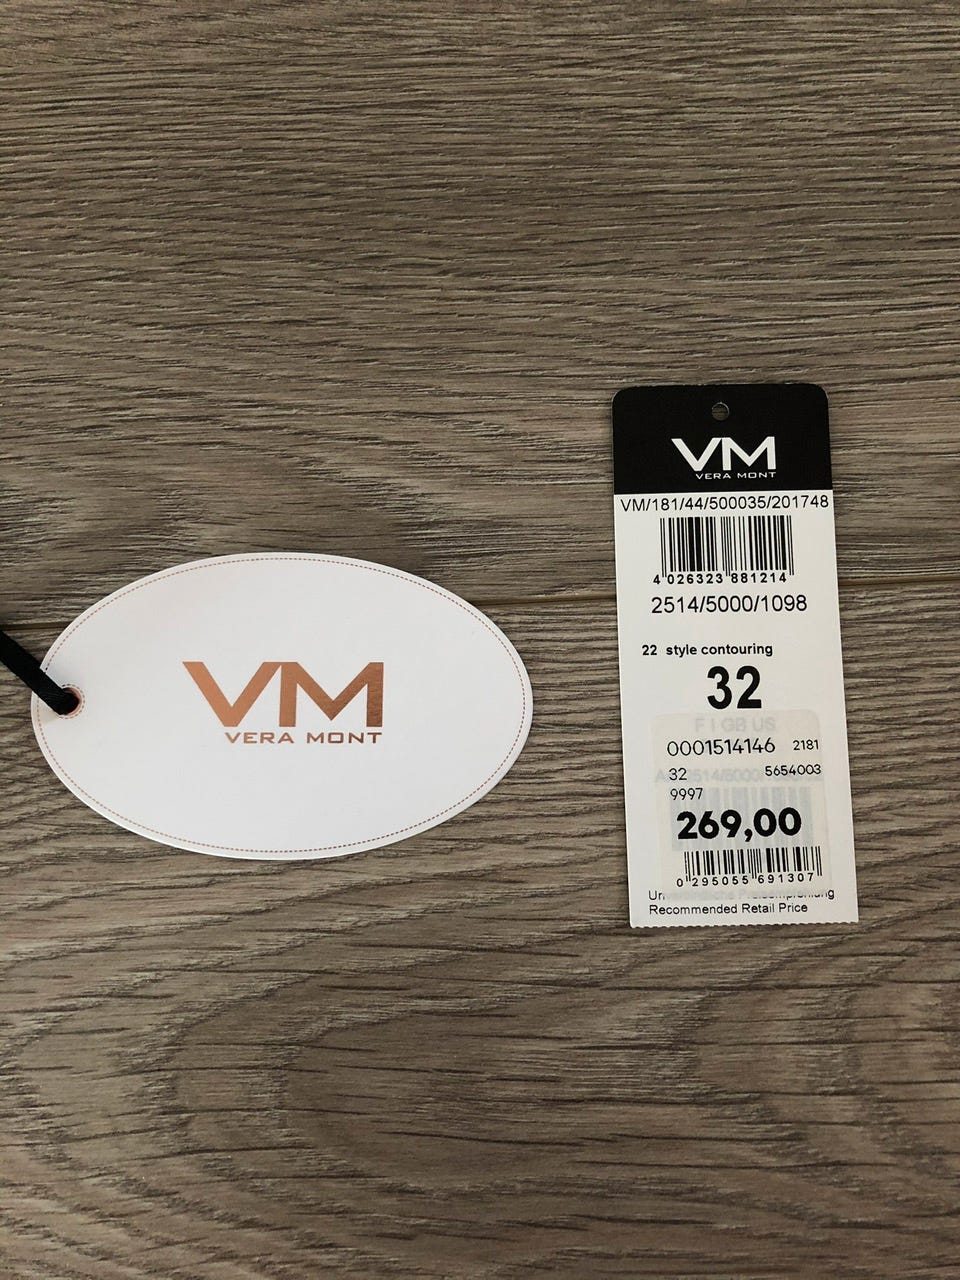 VM
VERA MONT
VM
VERA MONT
VM/181/44/500035/201748
4 026323 881214
2514/5000/1098
22 style contouring
32
F I GB US
0001514146 2181
32 5654003
9997
269,00
0 295055 691307
Recommended Retail Price